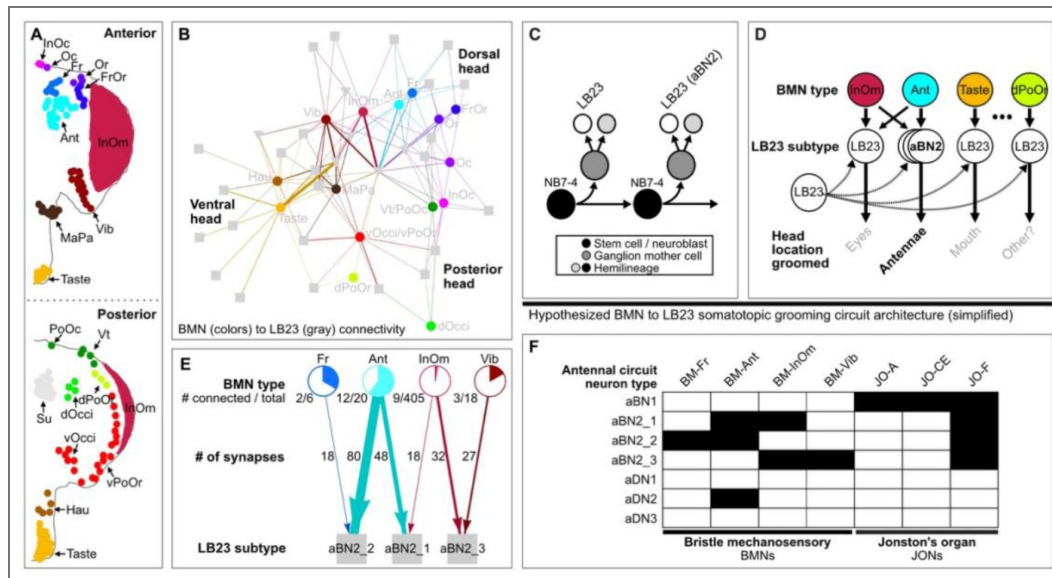 A
Anterior
InOc
Oc
Fr
Or
FrOr
Ant
InOm
Vib
MaPa
Taste
Posterior
PoOc
Vt
dPoOr
Su
dOcci
InOm
vOcci
vPoOr
Hau
Taste
B
Dorsal
head
Fr
Ant
InOm
Vib
FrOr
Or
Oc
Hau
MaPa
InOc
Ventral
head
Taste
Vt/PoOc
vOcci/vPoOr
Posterior
head
dPoOr
dOcci
BMN (colors) to LB23 (gray) connectivity
C
LB23
LB23 (aBN2)
NB7-4
NB7-4
Stem cell / neuroblast
Ganglion mother cell
Hemilineage
D
BMN type
InOm
Ant
Taste
dPoOr
LB23 subtype
LB23
aBN2
LB23
LB23
LB23
Head
location
groomed
Eyes
Antennae
Mouth
Other?
Hypothesized BMN to LB23 somatotopic grooming circuit architecture (simplified)
E
Fr
Ant
InOm
Vib
BMN type
# connected / total
2/6
12/20
9/405
3/18
# of synapses
18
80
48
18
32
27
LB23 subtype
aBN2_2
aBN2_1
aBN2_3
F
Antennal circuit
neuron type
BM-Fr
BM-Ant
BM-InOm
BM-Vib
JO-A
JO-CE
JO-F
aBN1
aBN2_1
aBN2_2
aBN2_3
aDN1
aDN2
aDN3
Bristle mechanosensory
BMNs
Jonston's organ
JONs